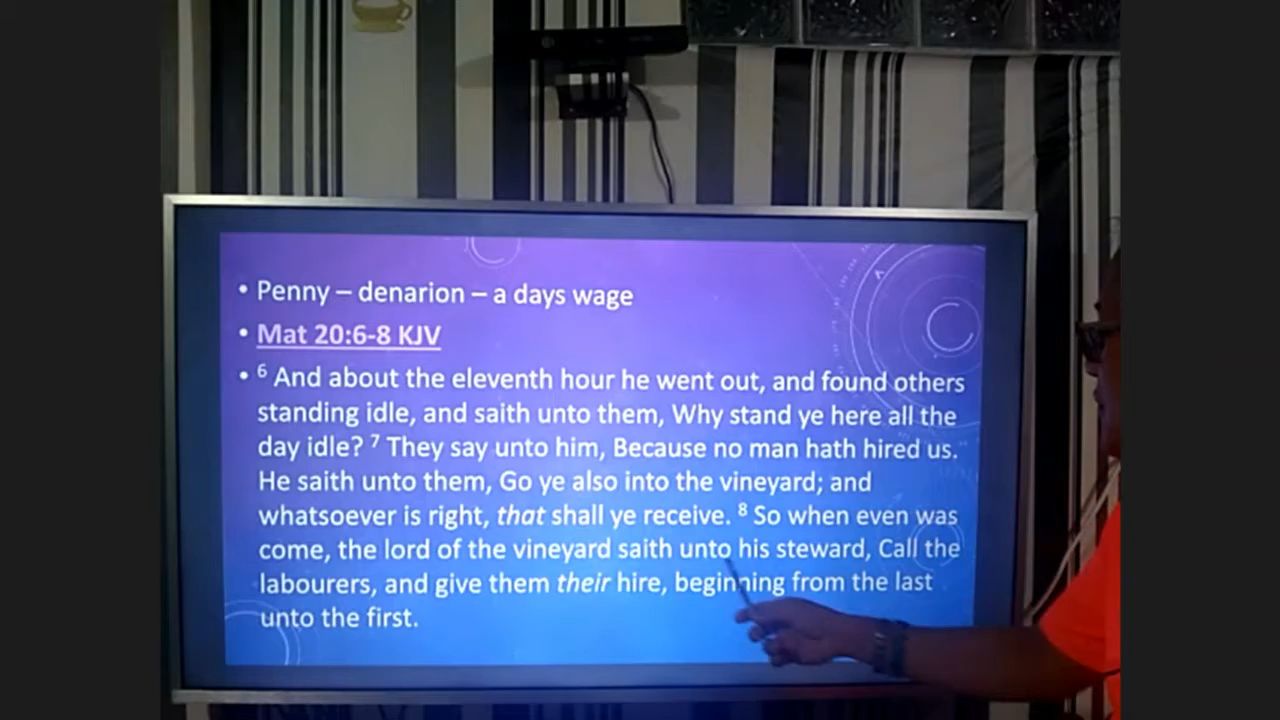 • Penny – denarion – a days wage
• Mat 20:6-8 KJV
• 6 And about the eleventh hour he went out, and found others
standing idle, and saith unto them, Why stand ye here all the
day idle? 7 They say unto him, Because no man hath hired us.
He saith unto them, Go ye also into the vineyard; and
whatsoever is right, that shall ye receive. 8 So when even was
come, the lord of the vineyard saith unto his steward, Call the
labourers, and give them their hire, beginning from the last
unto the first.